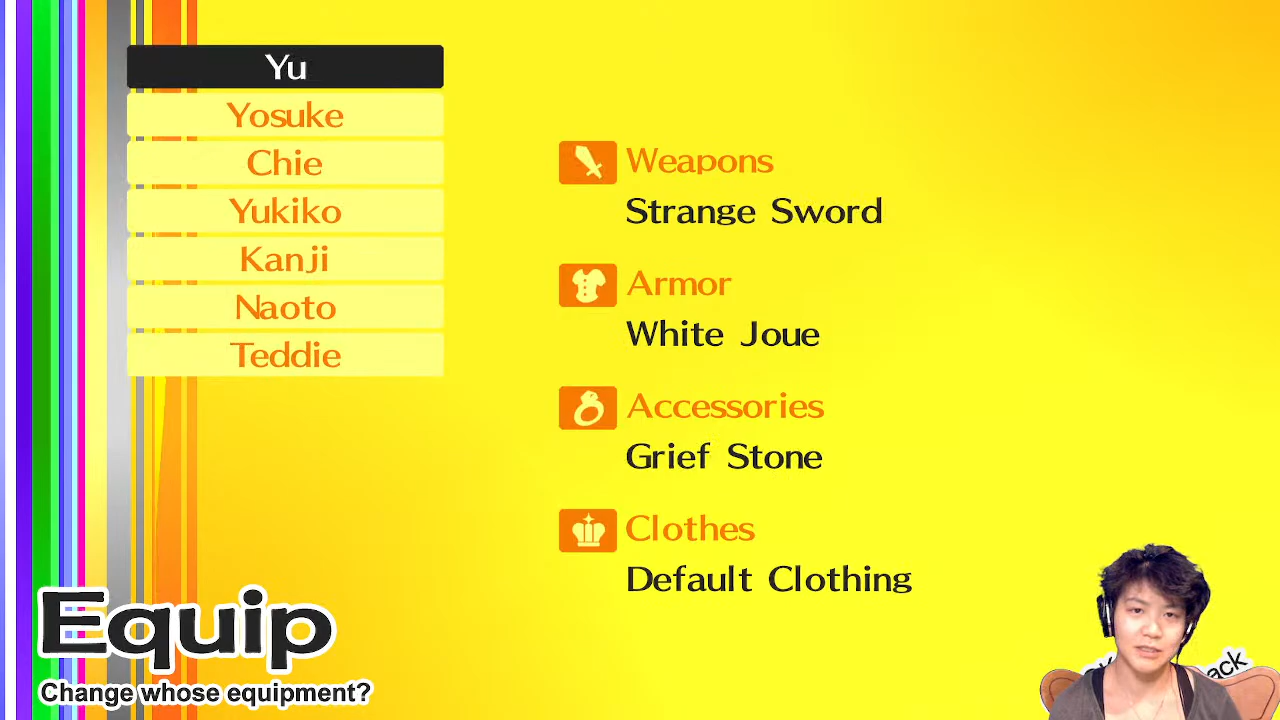 Yu
Yosuke
Chie
Yukiko
Kanji
Naoto
Teddie
Weapons
Strange Sword
Armor
White Joue
Accessories
Grief Stone
Clothes
Default Clothing
Equip
Change whose equipment?